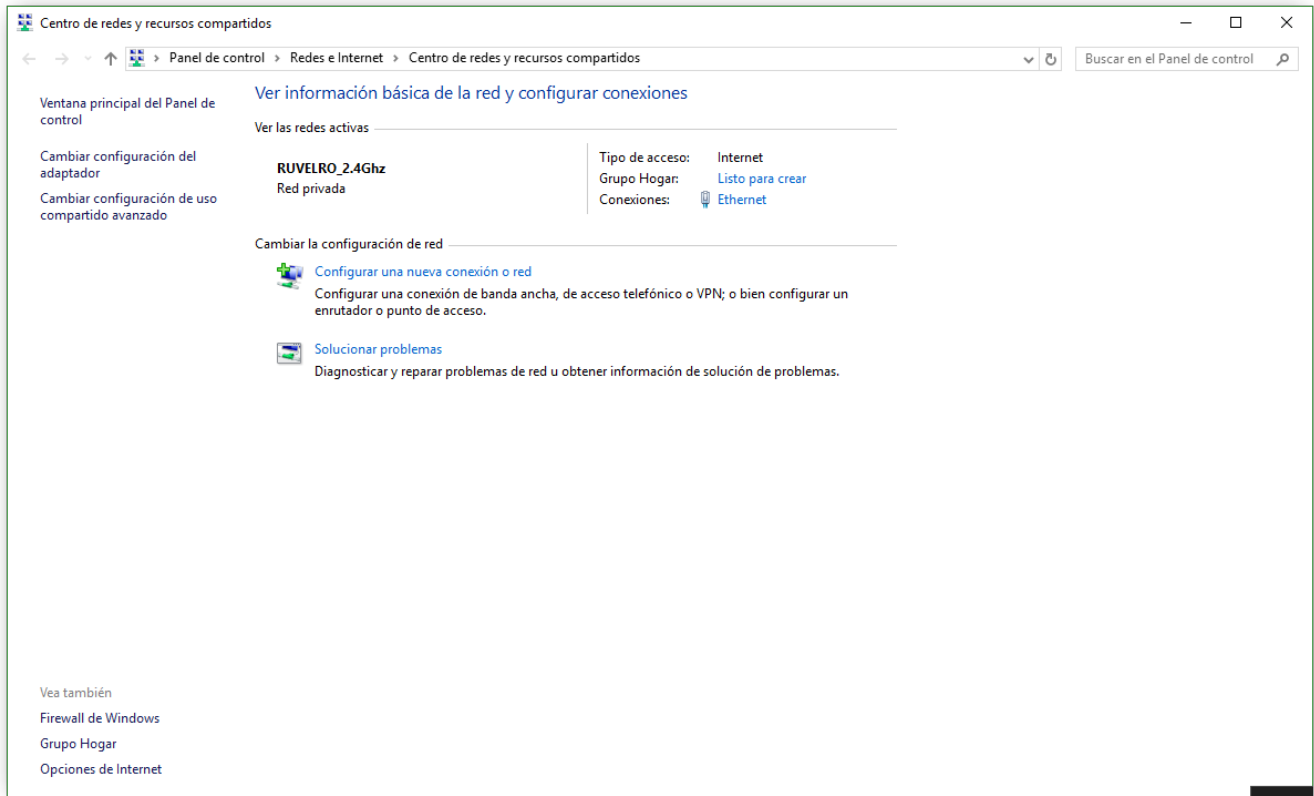 Centro de redes y recursos compartidos
Panel de control > Redes e Internet > Centro de redes y recursos compartidos
Buscar en el Panel de control
Ventana principal del Panel de
control
Cambiar configuración del
adaptador
Cambiar configuración de uso
compartido avanzado
Ver información básica de la red y configurar conexiones
Ver las redes activas
RUVELRO_2.4Ghz
Red privada
Tipo de acceso: Internet
Grupo Hogar: Listo para crear
Conexiones: Ethernet
Cambiar la configuración de red
Configurar una nueva conexión o red
Configurar una conexión de banda ancha, de acceso telefónico o VPN; o bien configurar un
enrutador o punto de acceso.
Solucionar problemas
Diagnosticar y reparar problemas de red u obtener información de solución de problemas.
Vea también
Firewall de Windows
Grupo Hogar
Opciones de Internet